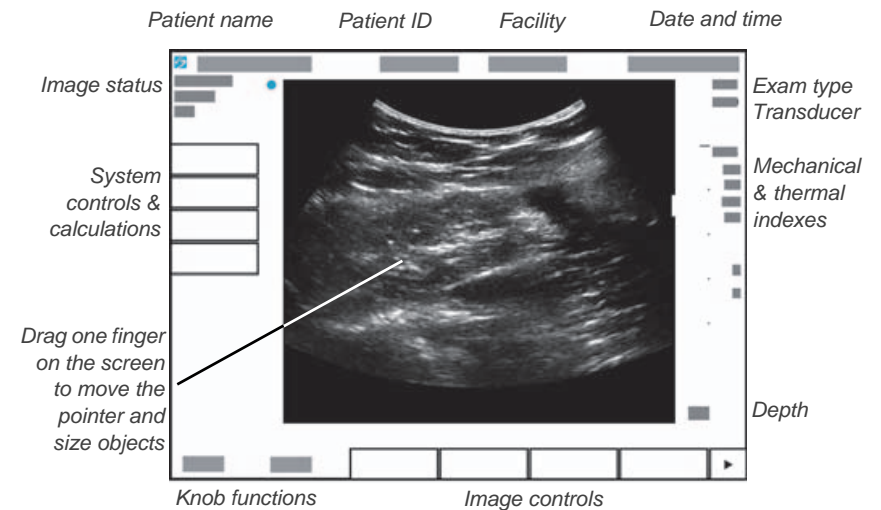 Patient name
Patient ID
Facility
Date and time
Image status
Exam type
Transducer
System
controls &
calculations
Mechanical
& thermal
indexes
Drag one finger
on the screen
to move the
pointer and
size objects
Depth
Knob functions
Image controls